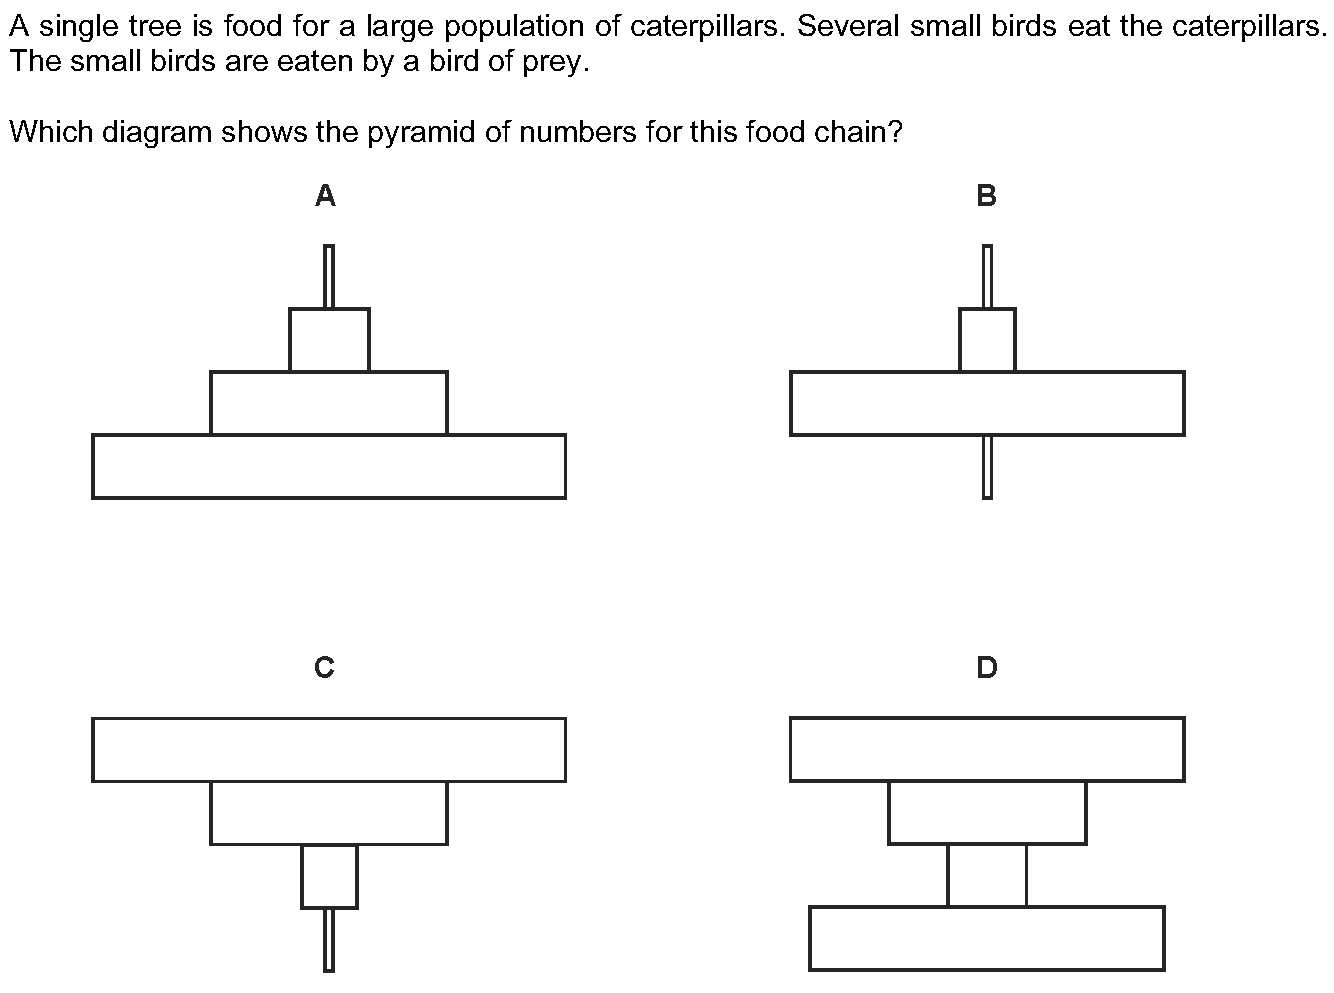 A single tree is food for a large population of caterpillars. Several small birds eat the caterpillars.
The small birds are eaten by a bird of prey.
Which diagram shows the pyramid of numbers for this food chain?
A
B
C
D